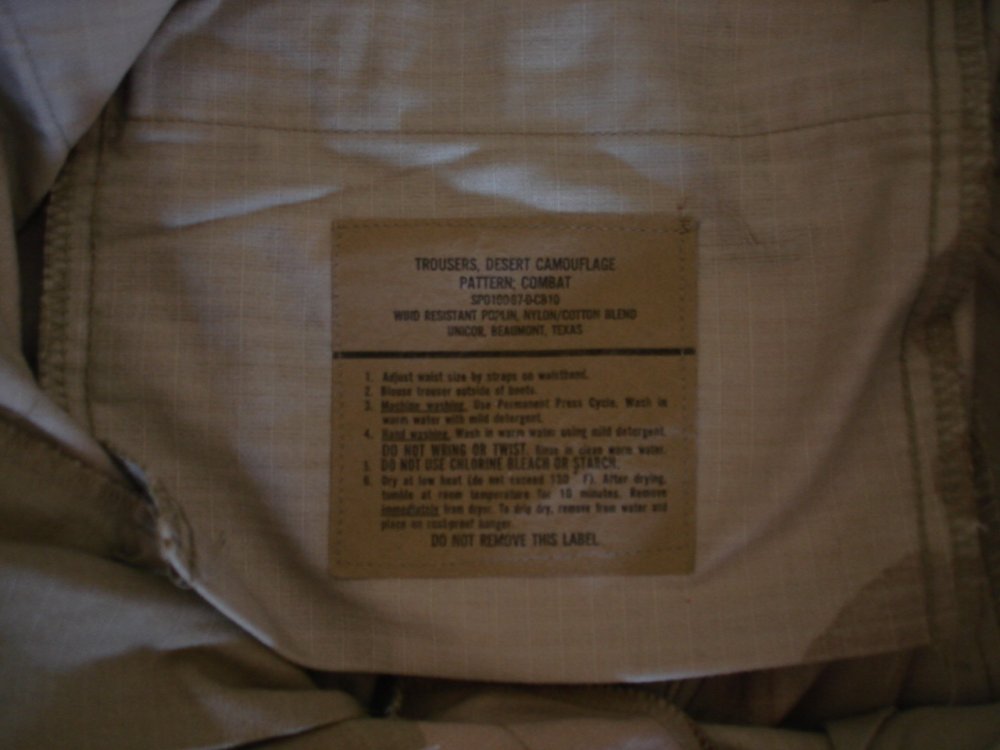 TROUSERS, DESERT CAMOUFLAGE
PATTERN; COMBAT
SPO100-97-D-CB10
WIND RESISTANT POPLIN, NYLON/COTTON BLEND
UNICOR, BEAUMONT, TEXAS
1. Adjust waist size by straps on waistband.
2. Blouse trouser outside of boots.
3. Machine washing. Use Permanent Press Cycle. Wash in
warm water with mild detergent.
4. Hand washing. Wash in warm water using mild detergent.
DO NOT WRING OR TWIST. Rinse in clean warm water.
5. DO NOT USE CHLORINE BLEACH OR STARCH.
6. Dry at low heat (do not exceed 130° F). After drying,
tumble at room temperature for 10 minutes. Remove
immediately from dryer. To drip dry, remove from water and
place on rust-proof hanger.
DO NOT REMOVE THIS LABEL